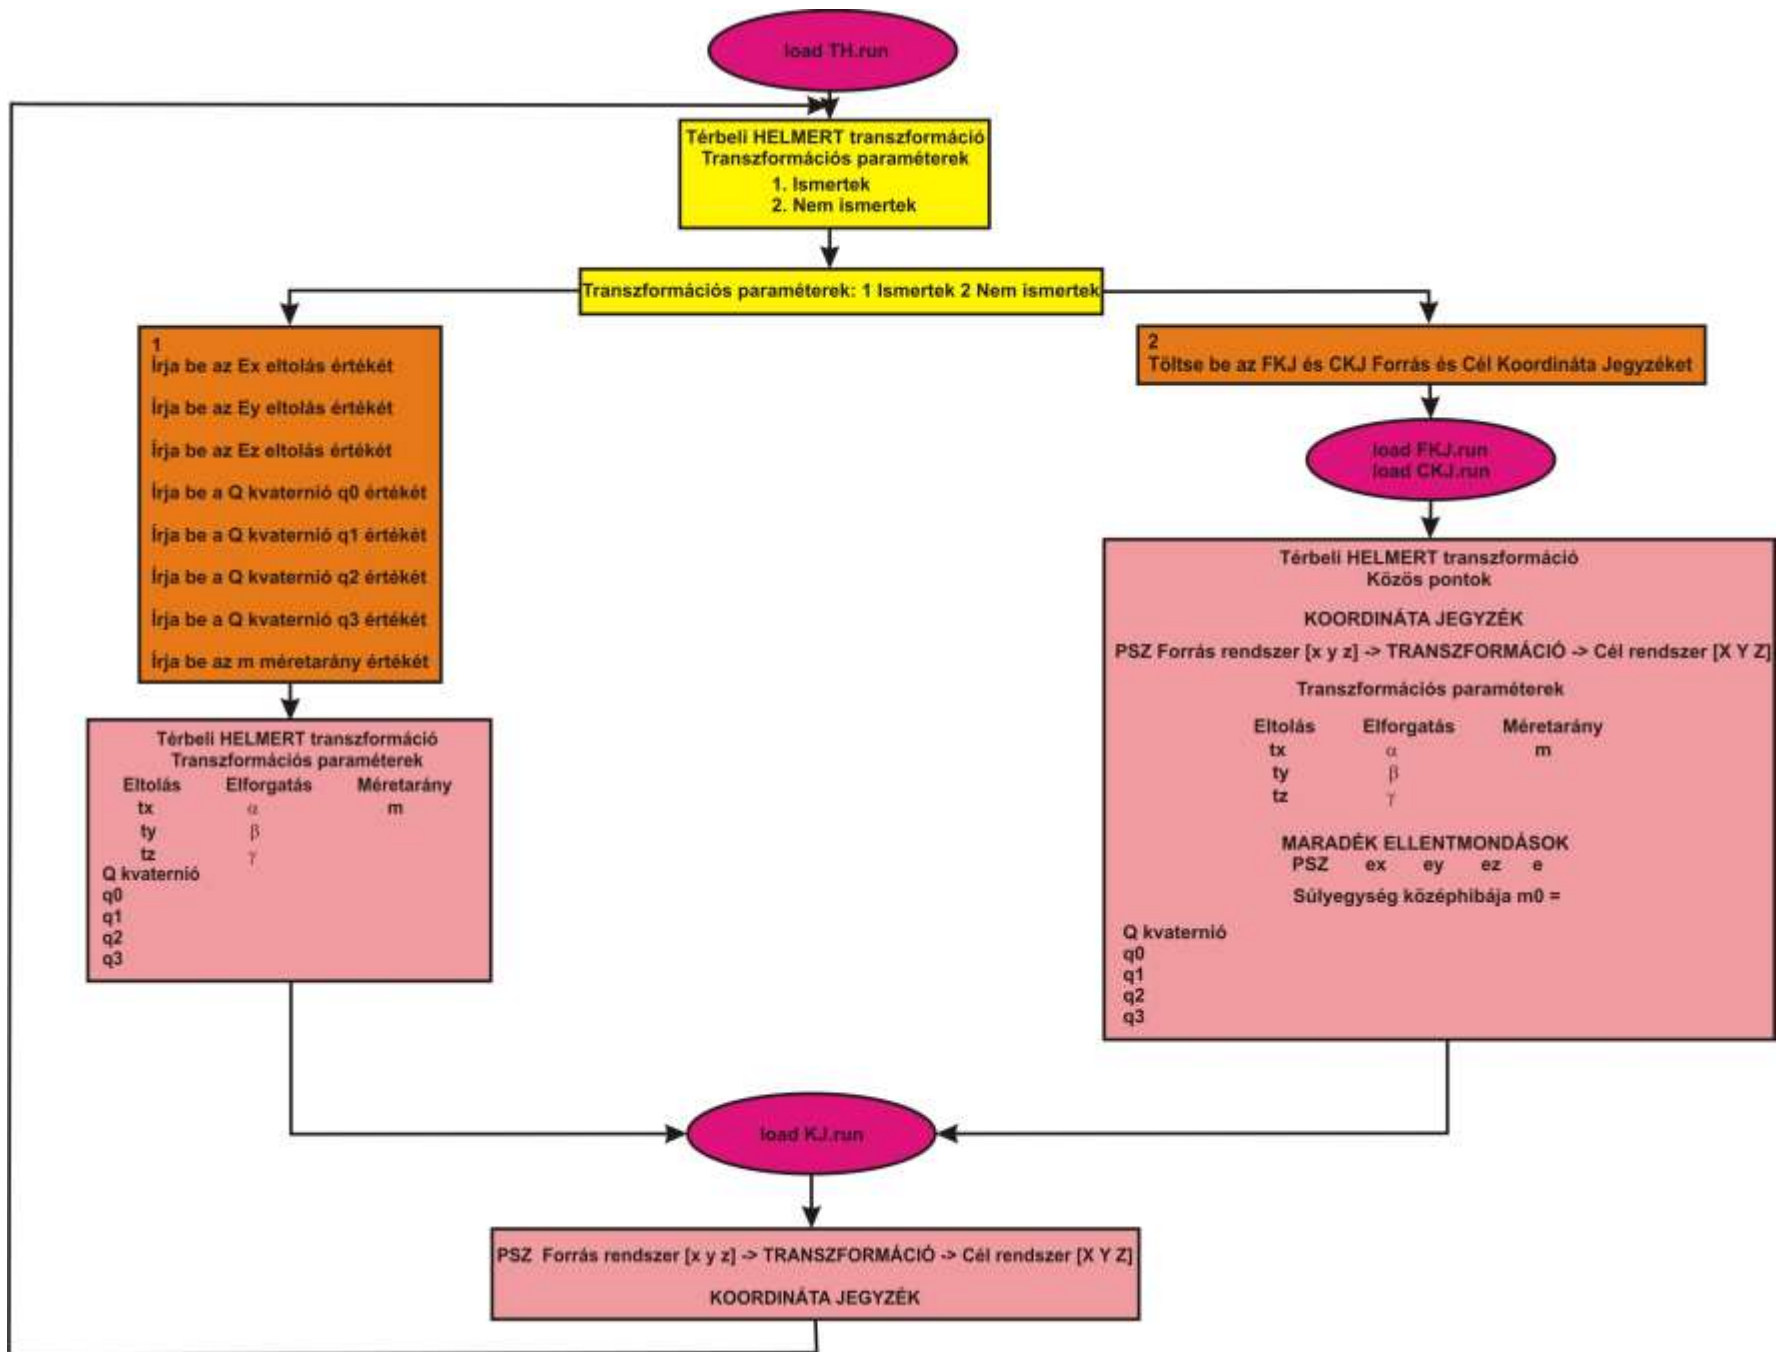 load TH.run
Térbeli HELMERT transzformáció
Transzformációs paraméterek
1. Ismertek
2. Nem ismertek
Transzformációs paraméterek: 1 Ismertek 2 Nem ismertek
1
Írja be az Ex eltolás értékét
Írja be az Ey eltolás értékét
Írja be az Ez eltolás értékét
Írja be a Q kvaternió q0 értékét
Írja be a Q kvaternió q1 értékét
Írja be a Q kvaternió q2 értékét
Írja be a Q kvaternió q3 értékét
Írja be az m méretarány értékét
Térbeli HELMERT transzformáció
Transzformációs paraméterek
Eltolás Elforgatás Méretarány
tx α m
ty β
tz γ
Q kvaternió
q0
q1
q2
q3
2
Töltse be az FKJ és CKJ Forrás és Cél Koordináta Jegyzéket
load FKJ.run
load CKJ.run
Térbeli HELMERT transzformáció
Közös pontok
KOORDINÁTA JEGYZÉK
PSZ Forrás rendszer [x y z] -> TRANSZFORMÁCIÓ -> Cél rendszer [X Y Z]
Transzformációs paraméterek
Eltolás Elforgatás Méretarány
tx α m
ty β
tz γ
MARADÉK ELLENTMONDÁSOK
PSZ ex ey ez e
Súlyegység középhibája m0 =
Q kvaternió
q0
q1
q2
q3
load KJ.run
PSZ Forrás rendszer [x y z] -> TRANSZFORMÁCIÓ -> Cél rendszer [X Y Z]
KOORDINÁTA JEGYZÉK